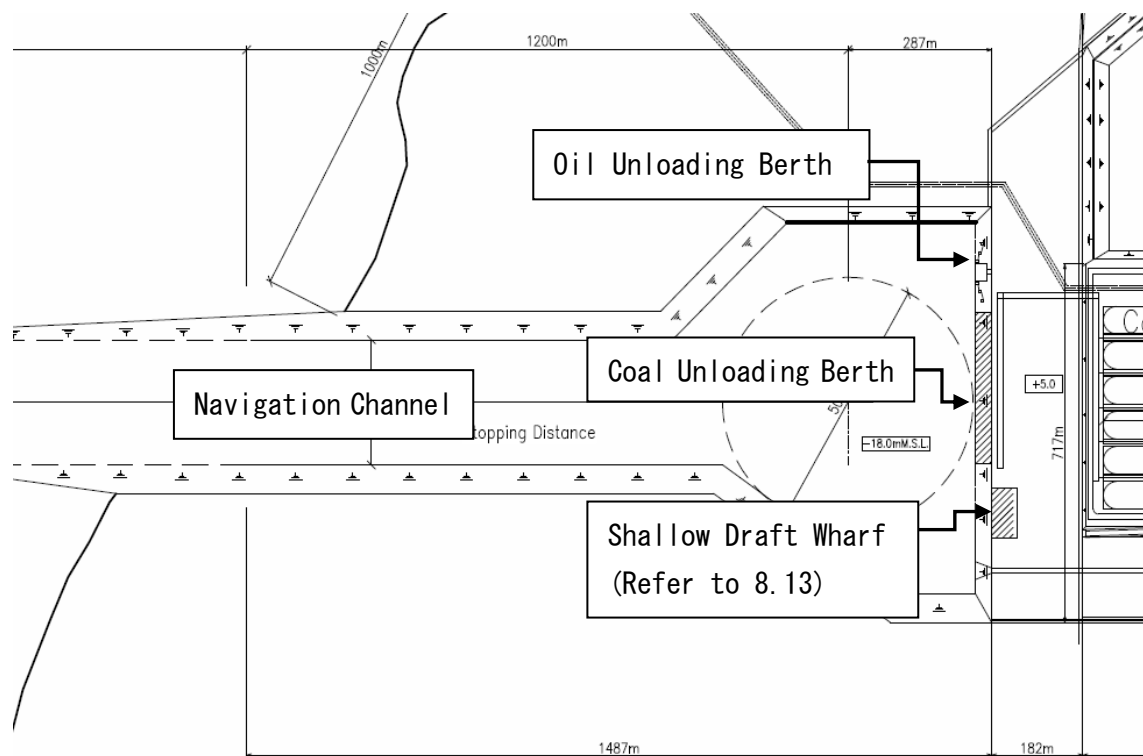 1200m
287m
1000m
Oil Unloading Berth
Coal Unloading Berth
+5.0
Navigation Channel
topping Distance
-18.0mM.S.L.
717m
Shallow Draft Wharf
(Refer to 8.13)
1487m
182m